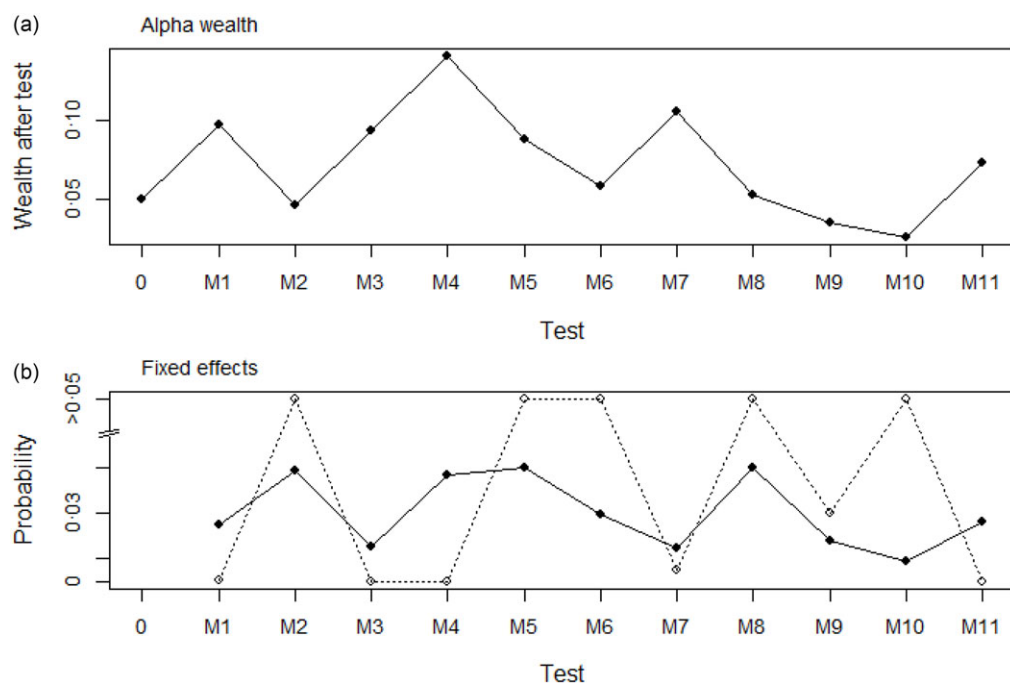 (a)
Alpha wealth
Wealth after test
0·10
0·05
0 M1 M2 M3 M4 M5 M6 M7 M8 M9 M10 M11
Test
(b)
Fixed effects
Probability
>0·05
0·03
0
0 M1 M2 M3 M4 M5 M6 M7 M8 M9 M10 M11
Test